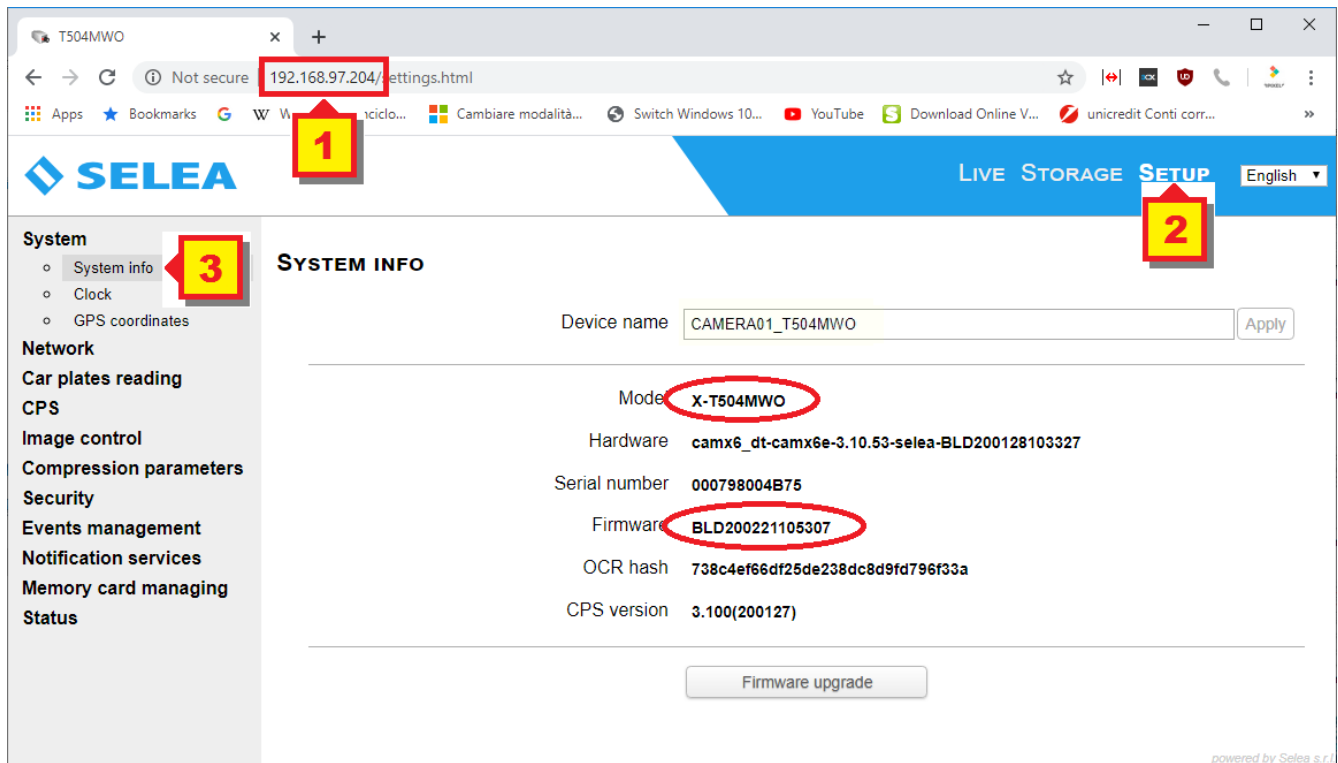 T504MWO
Not secure 192.168.97.204/settings.html
Apps Bookmarks W Cambiare modalità... Switch Windows 10... YouTube Download Online V... unicredit Conti corr... »
1
SELEA
LIVE STORAGE SETUP English
2
System
System info
3
Clock
GPS coordinates
Network
Car plates reading
CPS
Image control
Compression parameters
Security
Events management
Notification services
Memory card managing
Status
SYSTEM INFO
Device name CAMERA01_T504MWO Apply
Model X-T504MWO
Hardware camx6_dt-camx6e-3.10.53-selea-BLD200128103327
Serial number 000798004B75
Firmware BLD200221105307
OCR hash 738c4ef66df25de238dc8d9fd796f33a
CPS version 3.100(200127)
Firmware upgrade
powered by Selea s.r.l.